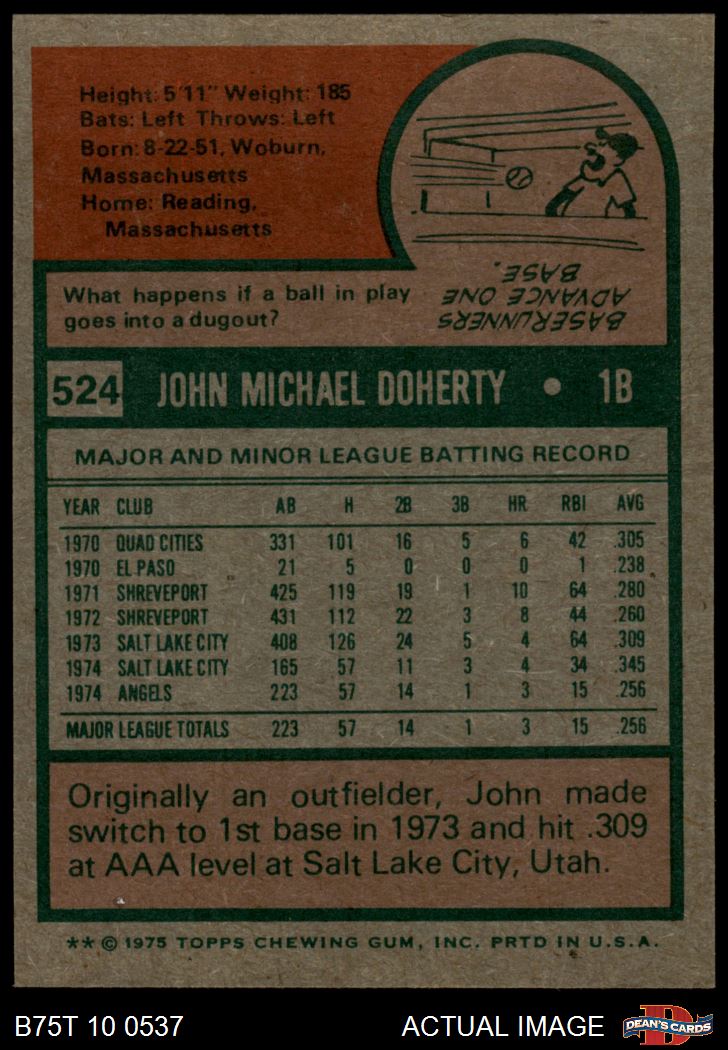 Height: 5'11" Weight: 185
Bats: Left Throws: Left
Born: 8-22-51, Woburn,
Massachusetts
Home: Reading,
Massachusetts
What happens if a ball in play
goes into a dugout?
BASERUNNERS
ADVANCE ONE
BASE.
524 JOHN MICHAEL DOHERTY • 1B
MAJOR AND MINOR LEAGUE BATTING RECORD
YEAR CLUB AB H 2B 3B HR RBI AVG
1970 QUAD CITIES 331 101 16 5 6 42 .305
1970 EL PASO 21 5 0 0 0 1 .238
1971 SHREVEPORT 425 119 19 1 10 64 .280
1972 SHREVEPORT 431 112 22 3 8 44 .260
1973 SALT LAKE CITY 408 126 24 5 4 64 .309
1974 SALT LAKE CITY 165 57 11 3 4 34 .345
1974 ANGELS 223 57 14 1 3 15 .256
MAJOR LEAGUE TOTALS 223 57 14 1 3 15 .256
Originally an outfielder, John made
switch to 1st base in 1973 and hit .309
at AAA level at Salt Lake City, Utah.
** © 1975 TOPPS CHEWING GUM, INC. PRTD IN U.S.A.
B75T 10 0537 ACTUAL IMAGE D DEAN'S CARDS